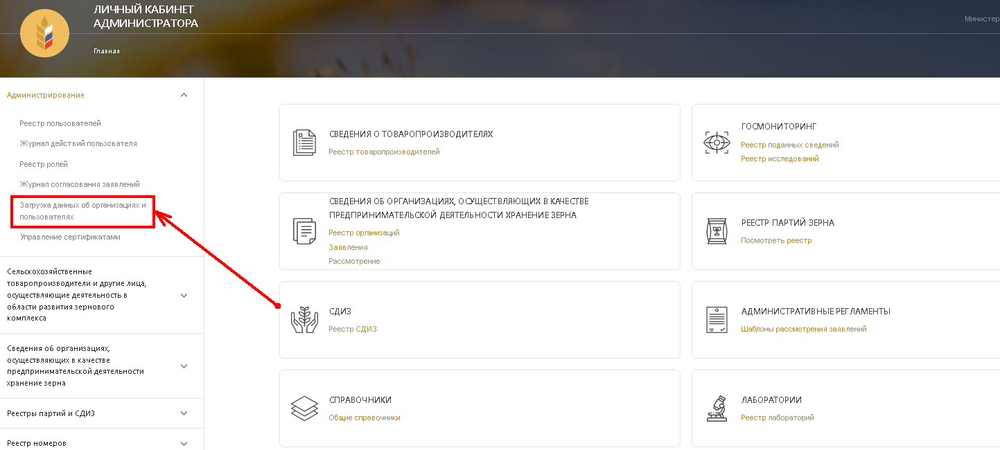 ЛИЧНЫЙ КАБИНЕТ
АДМИНИСТРАТОРА
Министер
Главная
Администрирование
Реестр пользователей
Журнал действий пользователя
Реестр ролей
Журнал согласования заявлений
Загрузка данных об организациях и
пользователях
Управление сертификатами
Сельскохозяйственные
товаропроизводители и другие лица,
осуществляющие деятельность в
области развития зернового
комплекса
Сведения об организациях,
осуществляющих в качестве
предпринимательской деятельности
хранение зерна
Реестры партий и СДИЗ
Реестр номеров
СВЕДЕНИЯ О ТОВАРОПРОИЗВОДИТЕЛЯХ
Реестр товаропроизводителей
ГОСМОНИТОРИНГ
Реестр поданных сведений
Реестр исследований
СВЕДЕНИЯ ОБ ОРГАНИЗАЦИЯХ, ОСУЩЕСТВЛЯЮЩИХ В КАЧЕСТВЕ
ПРЕДПРИНИМАТЕЛЬСКОЙ ДЕЯТЕЛЬНОСТИ ХРАНЕНИЕ ЗЕРНА
Реестр организаций
Заявления
Рассмотрение
РЕЕСТР ПАРТИЙ ЗЕРНА
Посмотреть реестр
СДИЗ
Реестр СДИЗ
АДМИНИСТРАТИВНЫЕ РЕГЛАМЕНТЫ
Шаблоны рассмотрения заявлений
СПРАВОЧНИКИ
Общие справочники
ЛАБОРАТОРИИ
Реестр лабораторий